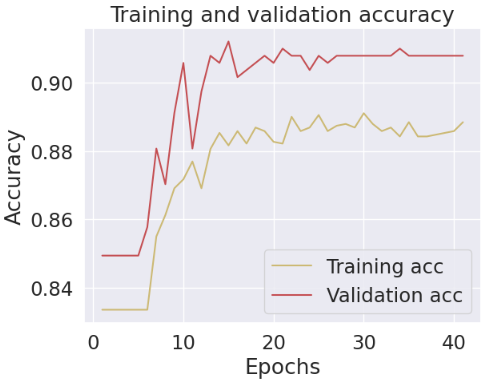 Training and validation accuracy
Accuracy
0.90
0.88
0.86
0.84
Training acc
Validation acc
0
10
20
30
40
Epochs